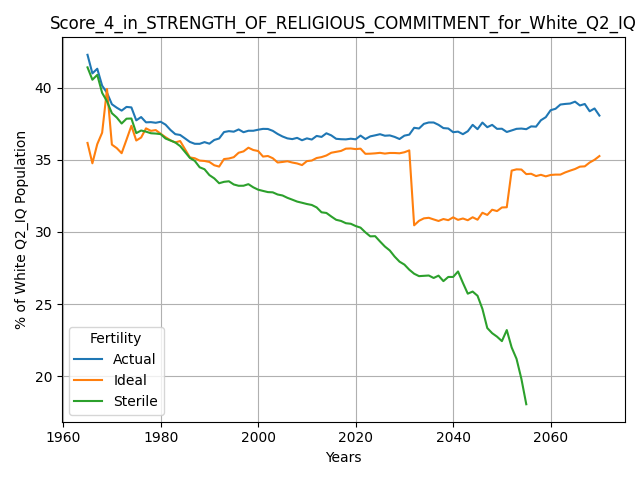 Score_4_in_STRENGTH_OF_RELIGIOUS_COMMITMENT_for_White_Q2_IQ
% of White Q2_IQ Population
40
35
30
25
20
Fertility
Actual
Ideal
Sterile
1960 1980 2000 2020 2040 2060
Years